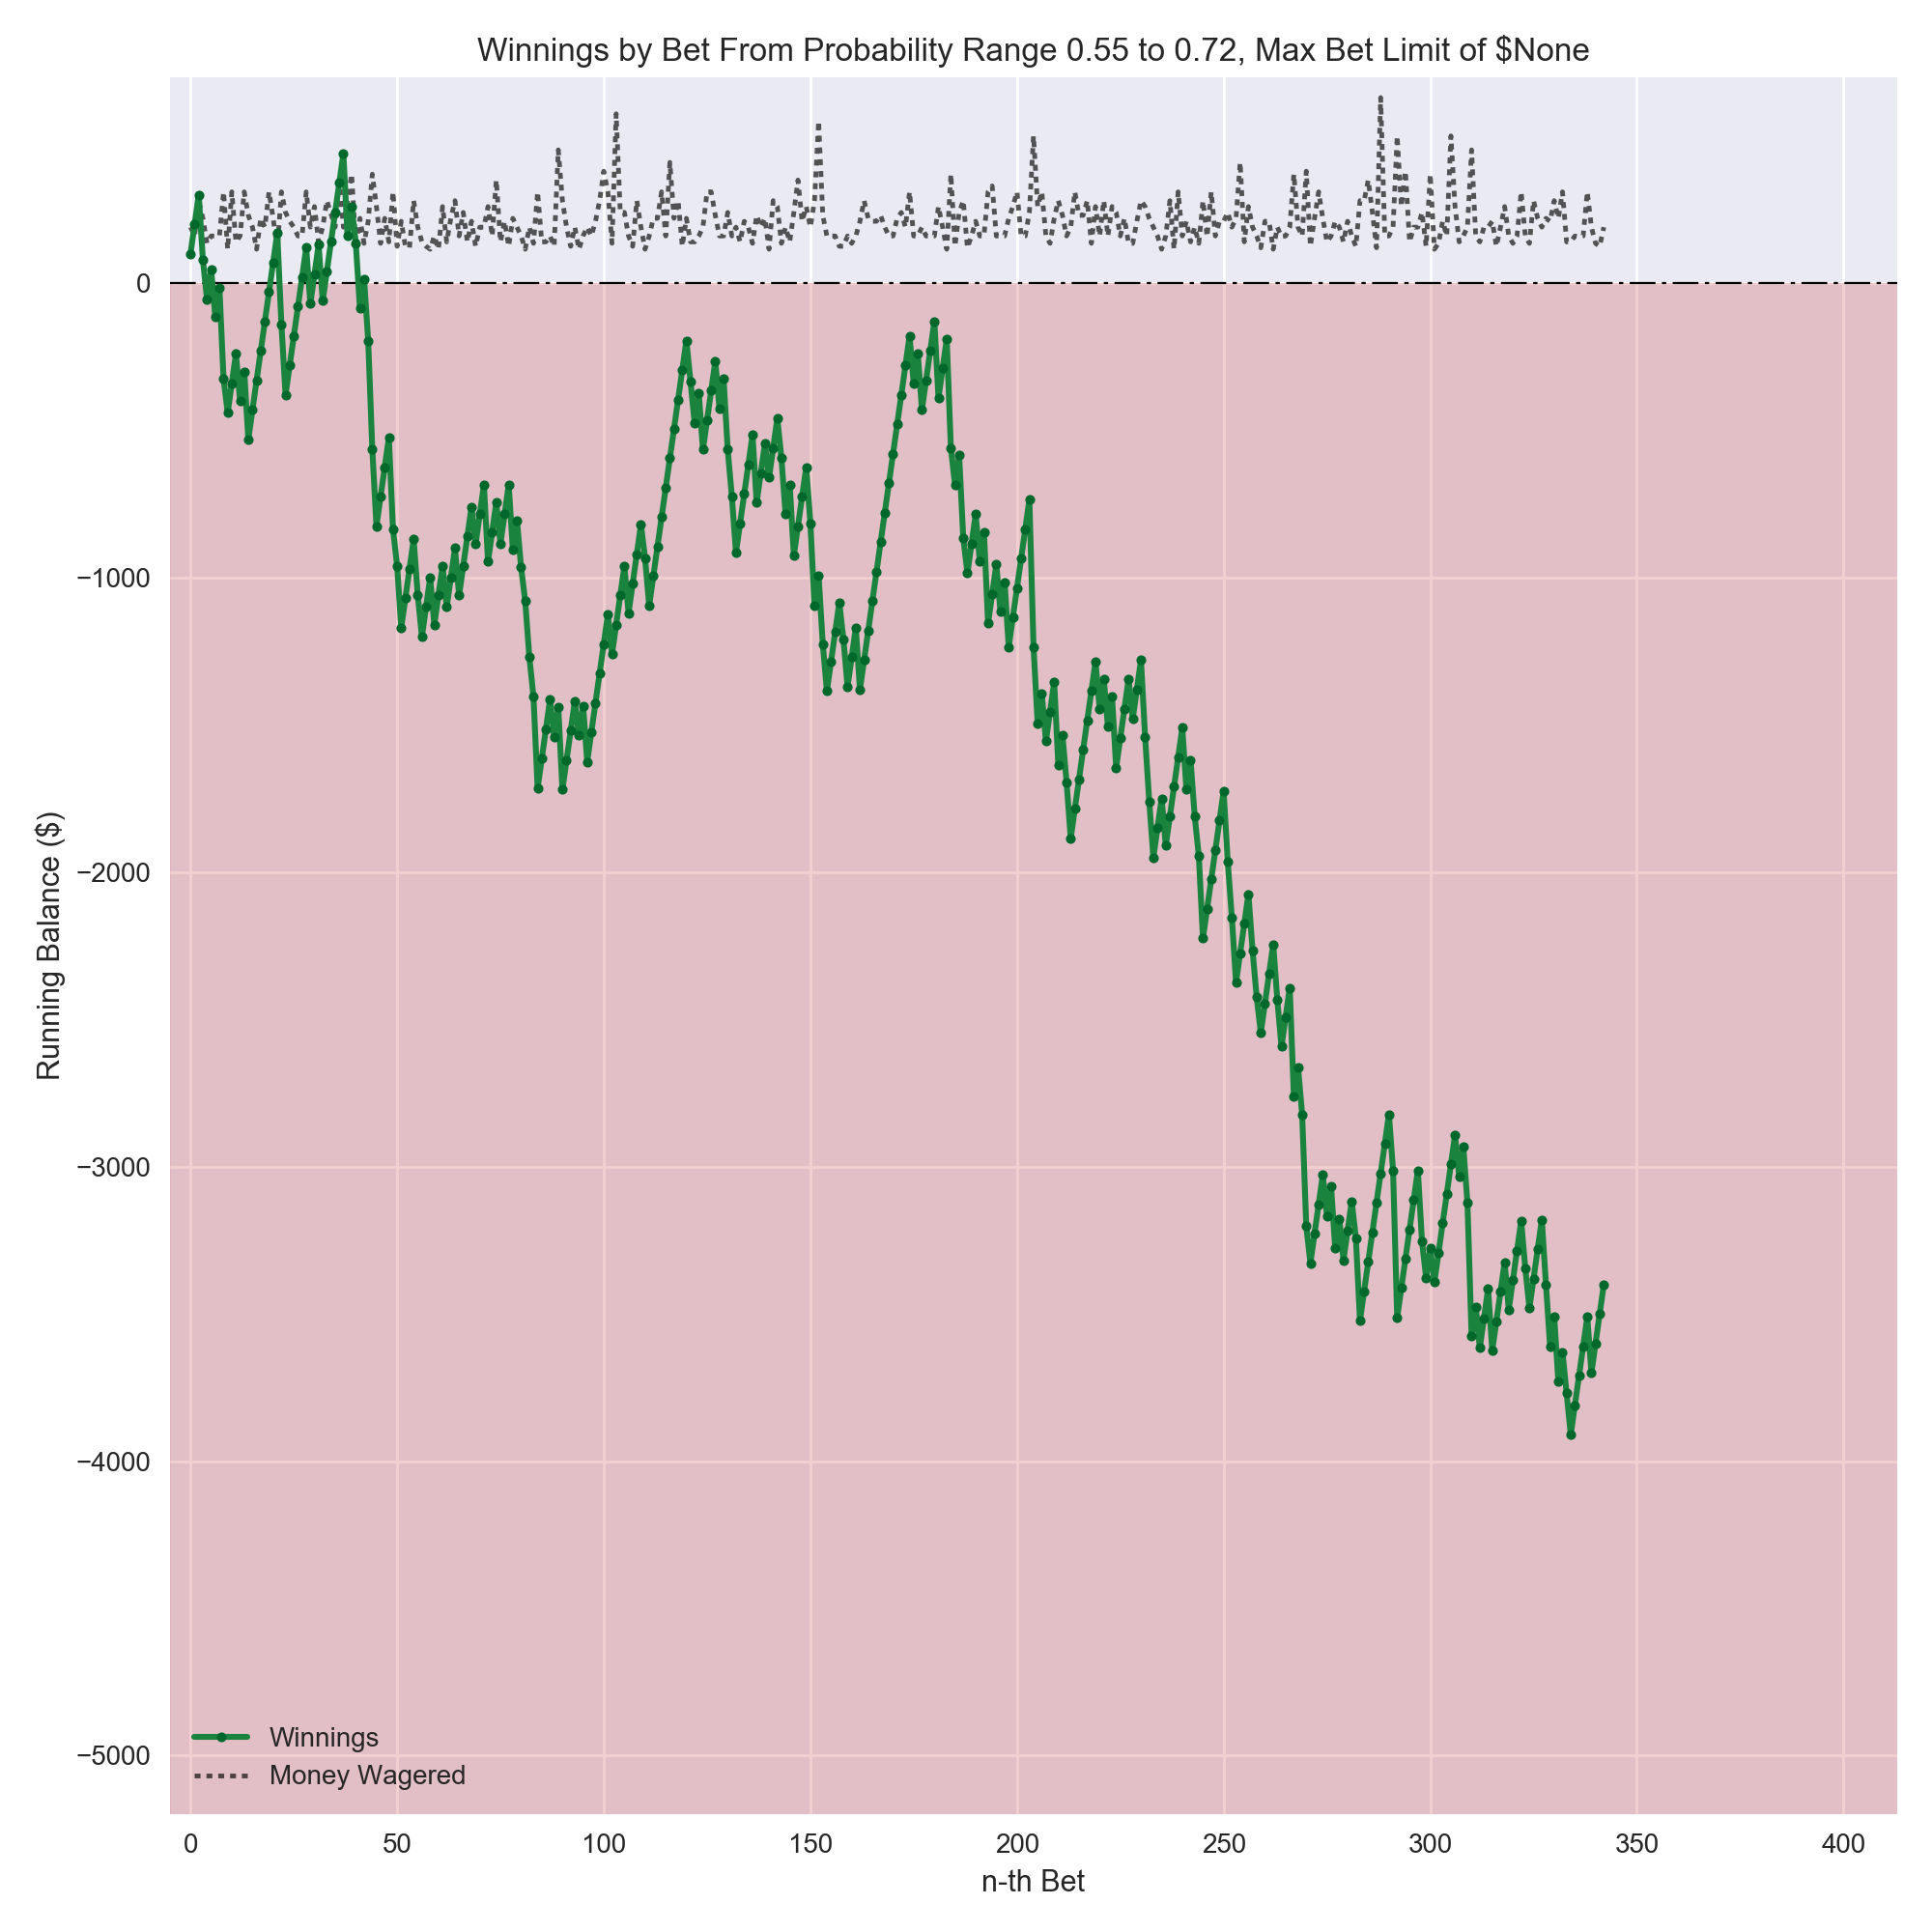 Winnings by Bet From Probability Range 0.55 to 0.72, Max Bet Limit of $None
Running Balance ($)
0
−1000
−2000
−3000
−4000
−5000
Winnings
Money Wagered
0 50 100 150 200 250 300 350 400
n-th Bet